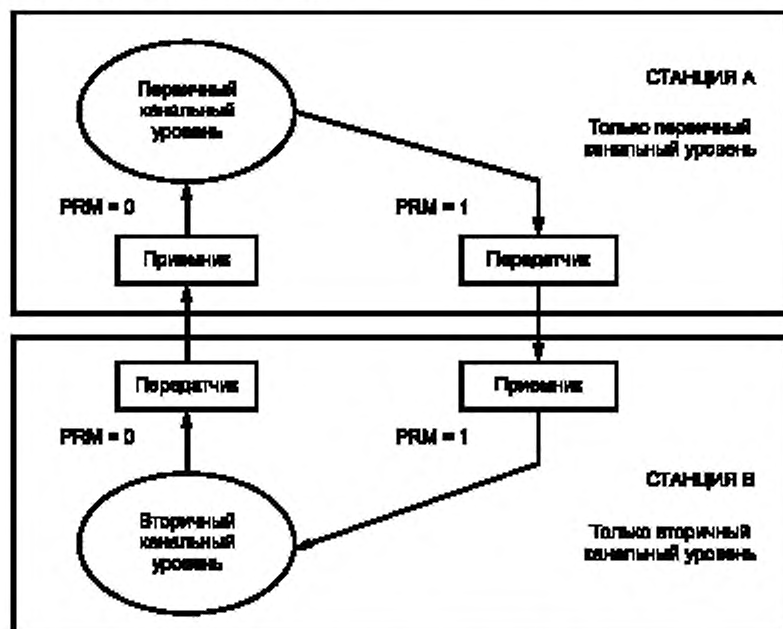 Первичный
канальный
уровень
СТАНЦИЯ А
Только первичный
канальный уровень
PRM = 0
PRM = 1
Приемник
Передатчик
Передатчик
Приемник
PRM = 0
PRM = 1
Вторичный
канальный
уровень
СТАНЦИЯ В
Только вторичный
канальный уровень